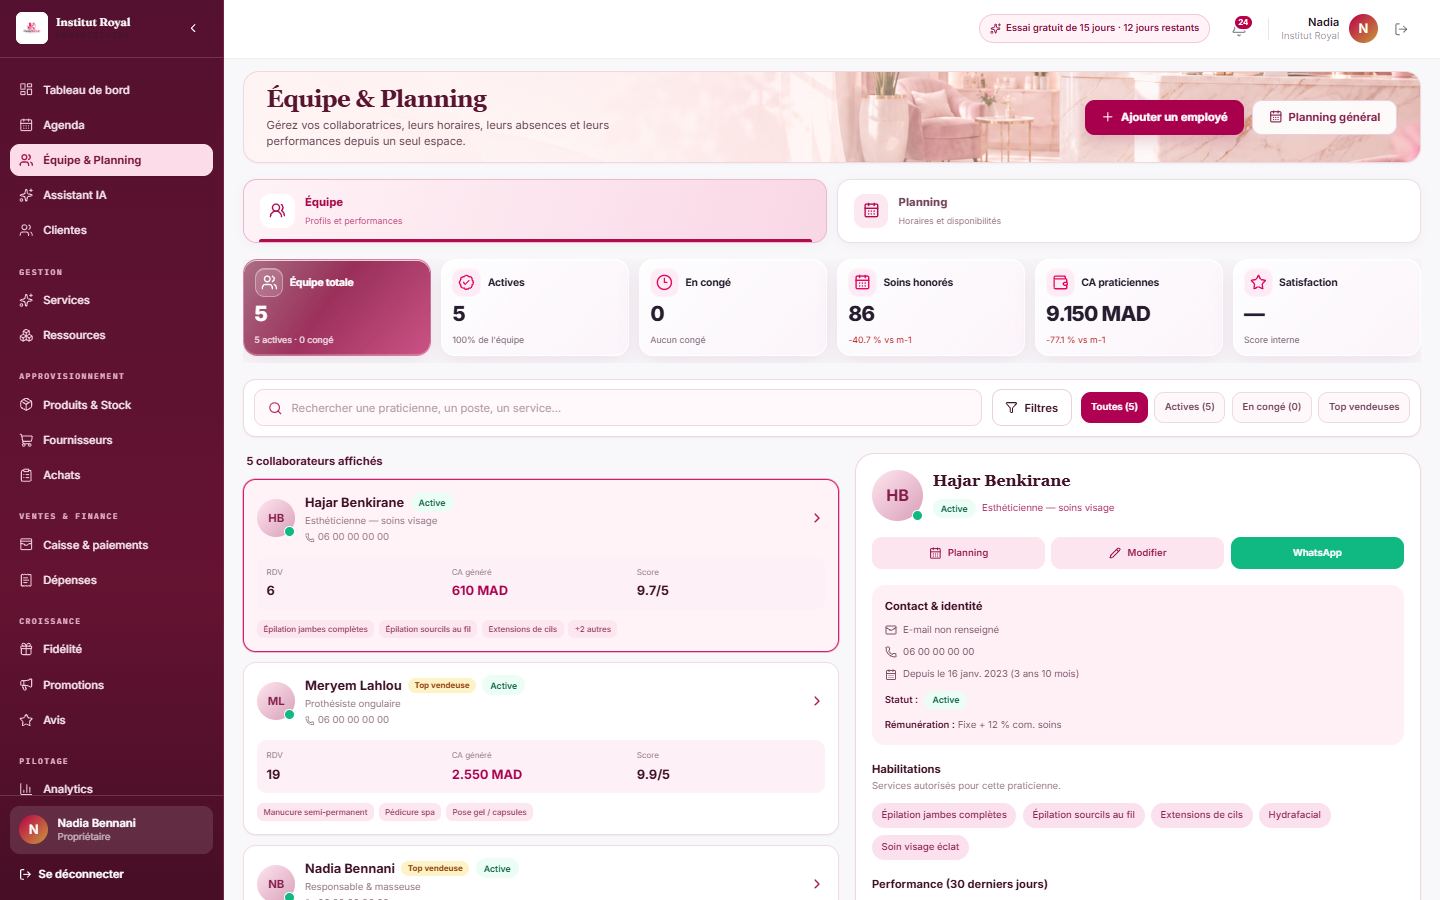 Institut Royal
Essai gratuit de 15 jours · 12 jours restants
24
Nadia
Institut Royal
N
Tableau de bord
Agenda
Équipe & Planning
Assistant IA
Clientes
GESTION
Services
Ressources
APPROVISIONNEMENT
Produits & Stock
Fournisseurs
Achats
VENTES & FINANCE
Caisse & paiements
Dépenses
CROISSANCE
Fidélité
Promotions
Avis
PILOTAGE
Analytics
N
Nadia Bennani
Propriétaire
Se déconnecter
Équipe & Planning
Gérez vos collaboratrices, leurs horaires, leurs absences et leurs
performances depuis un seul espace.
Ajouter un employé
Planning général
Équipe
Profils et performances
Planning
Horaires et disponibilités
Équipe totale
5
5 actives · 0 congé
Actives
5
100% de l'équipe
En congé
0
Aucun congé
Soins honorés
86
-40.7 % vs m-1
CA praticiennes
9.150 MAD
-77.1 % vs m-1
Satisfaction
—
Score interne
Rechercher une praticienne, un poste, un service...
Filtres
Toutes (5)
Actives (5)
En congé (0)
Top vendeuses
5 collaborateurs affichés
HB
Hajar Benkirane
Active
Esthéticienne — soins visage
06 00 00 00 00
RDV
6
CA généré
610 MAD
Score
9.7/5
Épilation jambes complètes
Épilation sourcils au fil
Extensions de cils
+2 autres
ML
Meryem Lahlou
Top vendeuse
Active
Prothésiste ongulaire
06 00 00 00 00
RDV
19
CA généré
2.550 MAD
Score
9.9/5
Manucure semi-permanent
Pédicure spa
Pose gel / capsules
NB
Nadia Bennani
Top vendeuse
Active
Responsable & masseuse
HB
Hajar Benkirane
Active
Esthéticienne — soins visage
Planning
Modifier
WhatsApp
Contact & identité
E-mail non renseigné
06 00 00 00 00
Depuis le 16 janv. 2023 (3 ans 10 mois)
Statut :
Active
Rémunération : Fixe + 12 % com. soins
Habilitations
Services autorisés pour cette praticienne.
Épilation jambes complètes
Épilation sourcils au fil
Extensions de cils
Hydrafacial
Soin visage éclat
Performance (30 derniers jours)